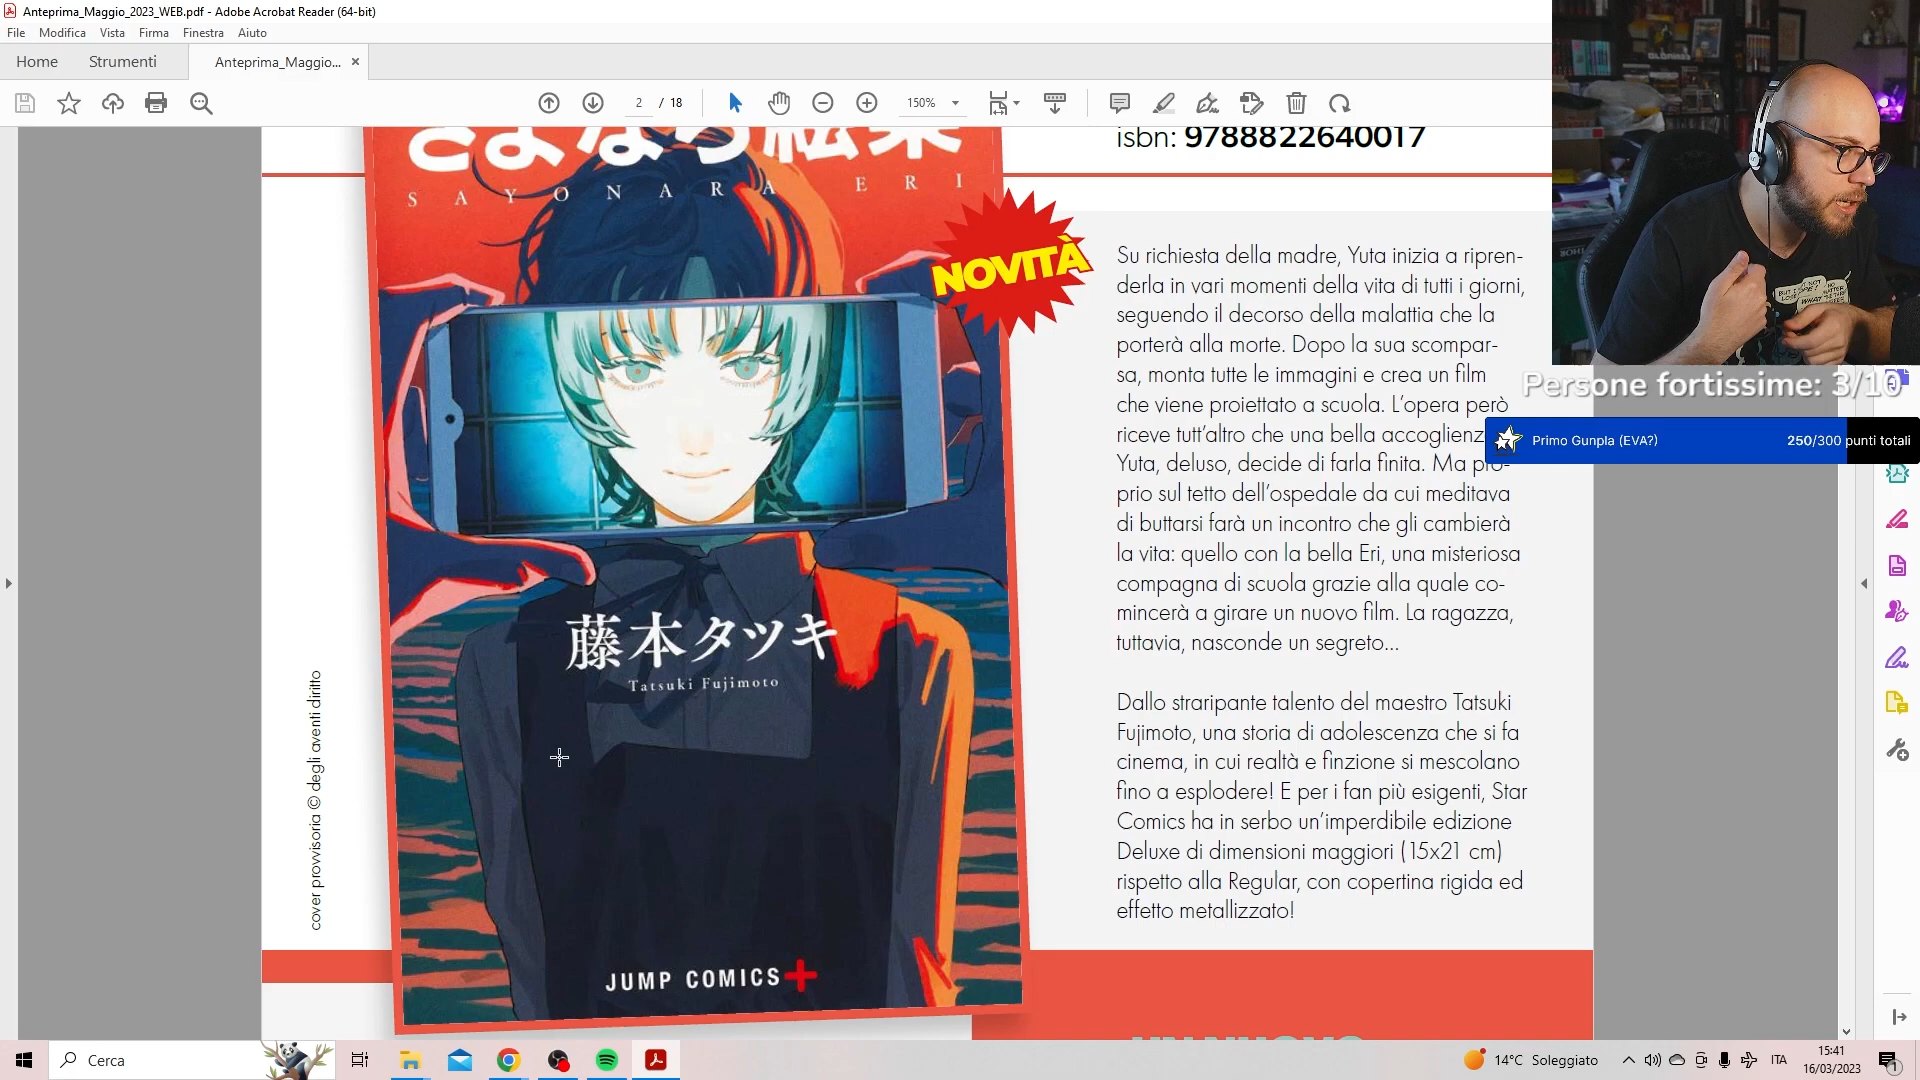 Anteprima_Maggio_2023_WEB.pdf - Adobe Acrobat Reader (64-bit)
File Modifica Vista Firma Finestra Aiuto
Home Strumenti Anteprima_Maggio... ×
2 / 18 150%
isbn: 9788822640017
さよなら絵梨
SAYONARA ERI
NOVITÀ
Su richiesta della madre, Yuta inizia a ripren-
derla in vari momenti della vita di tutti i giorni,
seguendo il decorso della malattia che la
porterà alla morte. Dopo la sua scompar-
sa, monta tutte le immagini e crea un film
che viene proiettato a scuola. L'opera però
riceve tutt'altro che una bella accoglienz
Yuta, deluso, decide di farla finita. Ma pro-
prio sul tetto dell'ospedale da cui meditava
di buttarsi farà un incontro che gli cambierà
la vita: quello con la bella Eri, una misteriosa
compagna di scuola grazie alla quale co-
mincerà a girare un nuovo film. La ragazza,
tuttavia, nasconde un segreto...
Dallo straripante talento del maestro Tatsuki
Fujimoto, una storia di adolescenza che si fa
cinema, in cui realtà e finzione si mescolano
fino a esplodere! E per i fan più esigenti, Star
Comics ha in serbo un'imperdibile edizione
Deluxe di dimensioni maggiori (15x21 cm)
rispetto alla Regular, con copertina rigida ed
effetto metallizzato!
藤本タツキ
Tatsuki Fujimoto
JUMP COMICS+
cover provvisoria © degli aventi diritto
Persone fortissime: 3/10
Primo Gunpla (EVA?) 250/300 punti totali
Cerca
14°C Soleggiato
ITA
15:41
16/03/2023
1